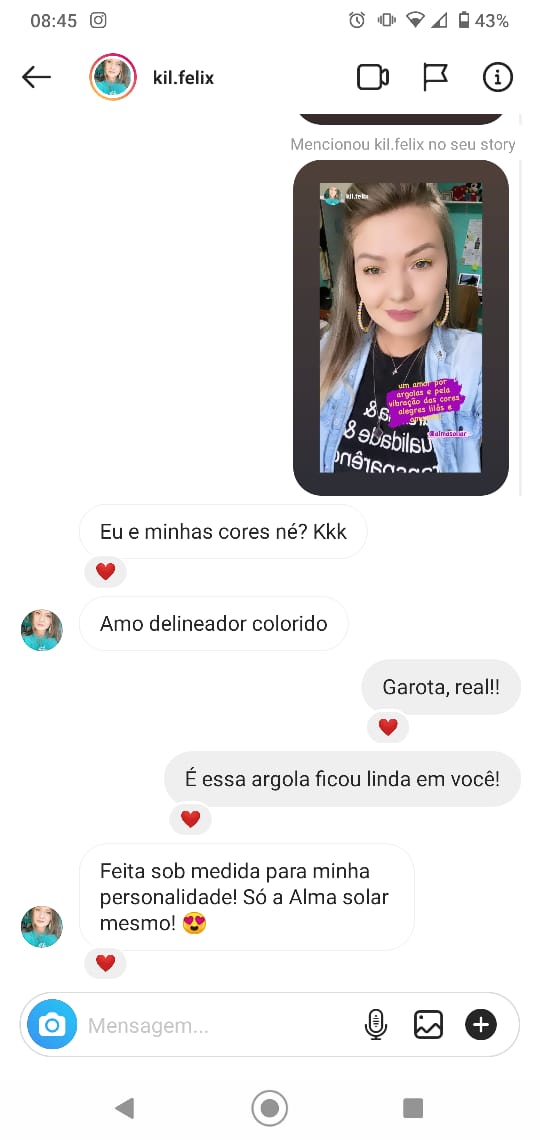 08:45
43%
kil.felix
Mencionou kil.felix no seu story
kil.felix
um amor por
argolas e pela
vibração das cores
alegres lilás e
@almasollar
Eu e minhas cores né? Kkk
Amo delineador colorido
Garota, real!!
É essa argola ficou linda em você!
Feita sob medida para minha
personalidade! Só a Alma solar
mesmo! 😍
Mensagem...